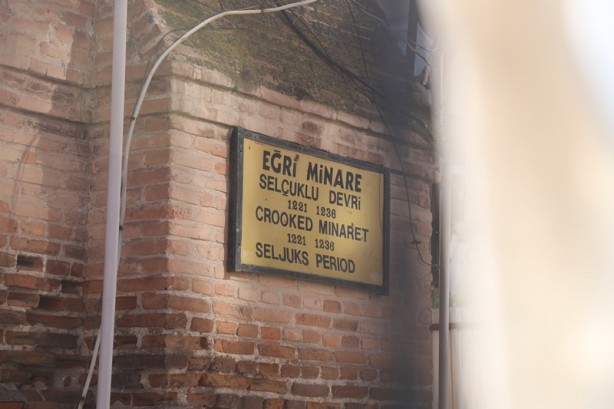 EĞRİ MİNARE
SELÇUKLU DEVRİ
1221 1236
CROOKED MINARET
1221 1236
SELJUKS PERIOD